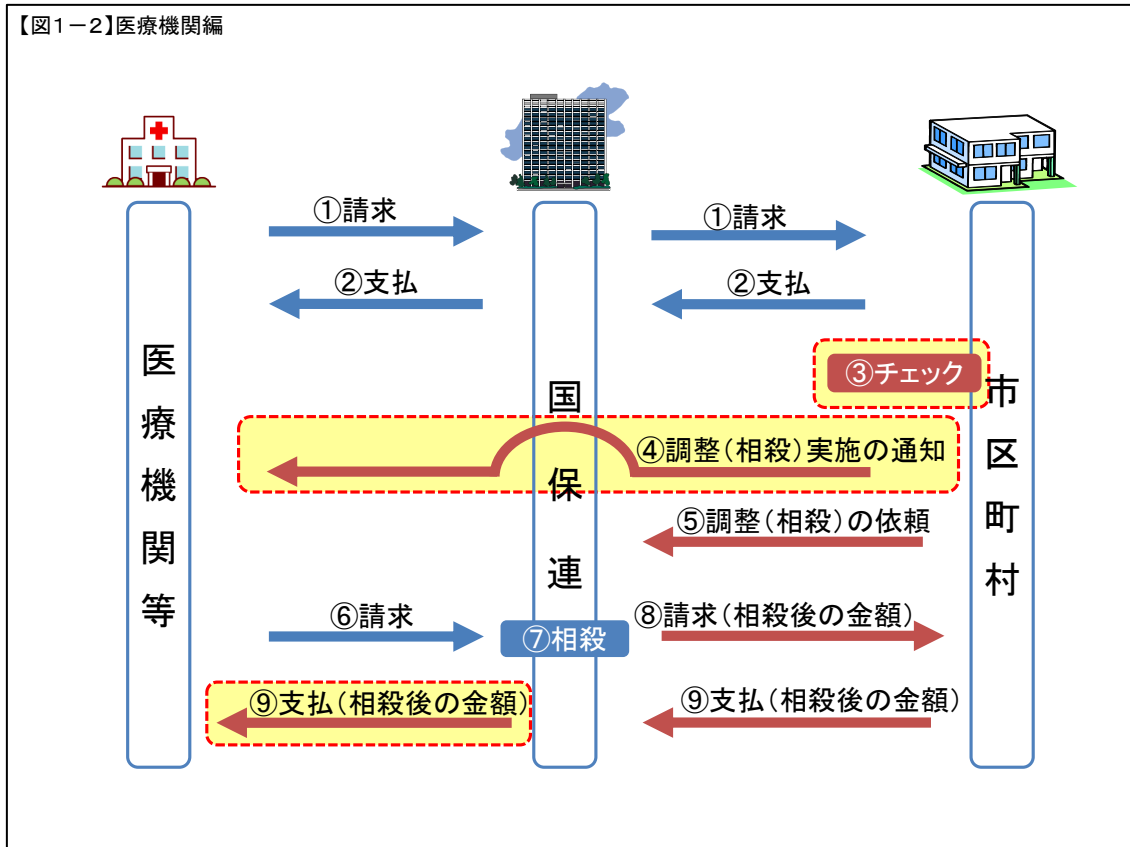 【図1-2】医療機関編
①請求
①請求
②支払
②支払
③チェック
④調整(相殺)実施の通知
⑤調整(相殺)の依頼
⑥請求
⑦相殺
⑧請求(相殺後の金額)
⑨支払(相殺後の金額)
⑨支払(相殺後の金額)
医療機関等
国保連
市区町村